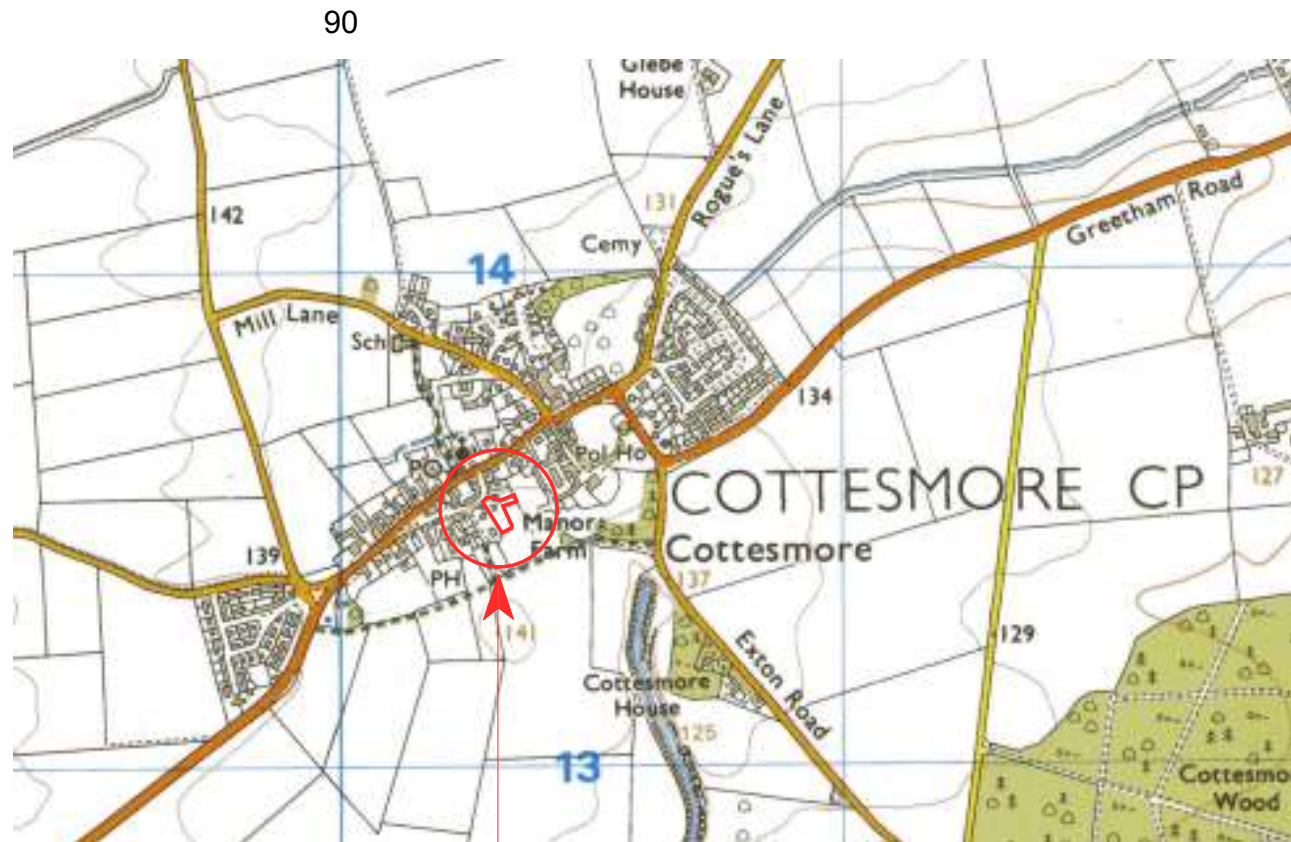 90
Glebe
House
Rogue's Lane
131
142
Cemy
Greetham Road
14
Mill Lane
Sch
134
PO
Pol Ho
COTTESMORE CP
127
Manor
Farm
Cottesmore
139
PH
137
141
Exton Road
129
Cottesmore
House
125
13
Cottesmo
Wood